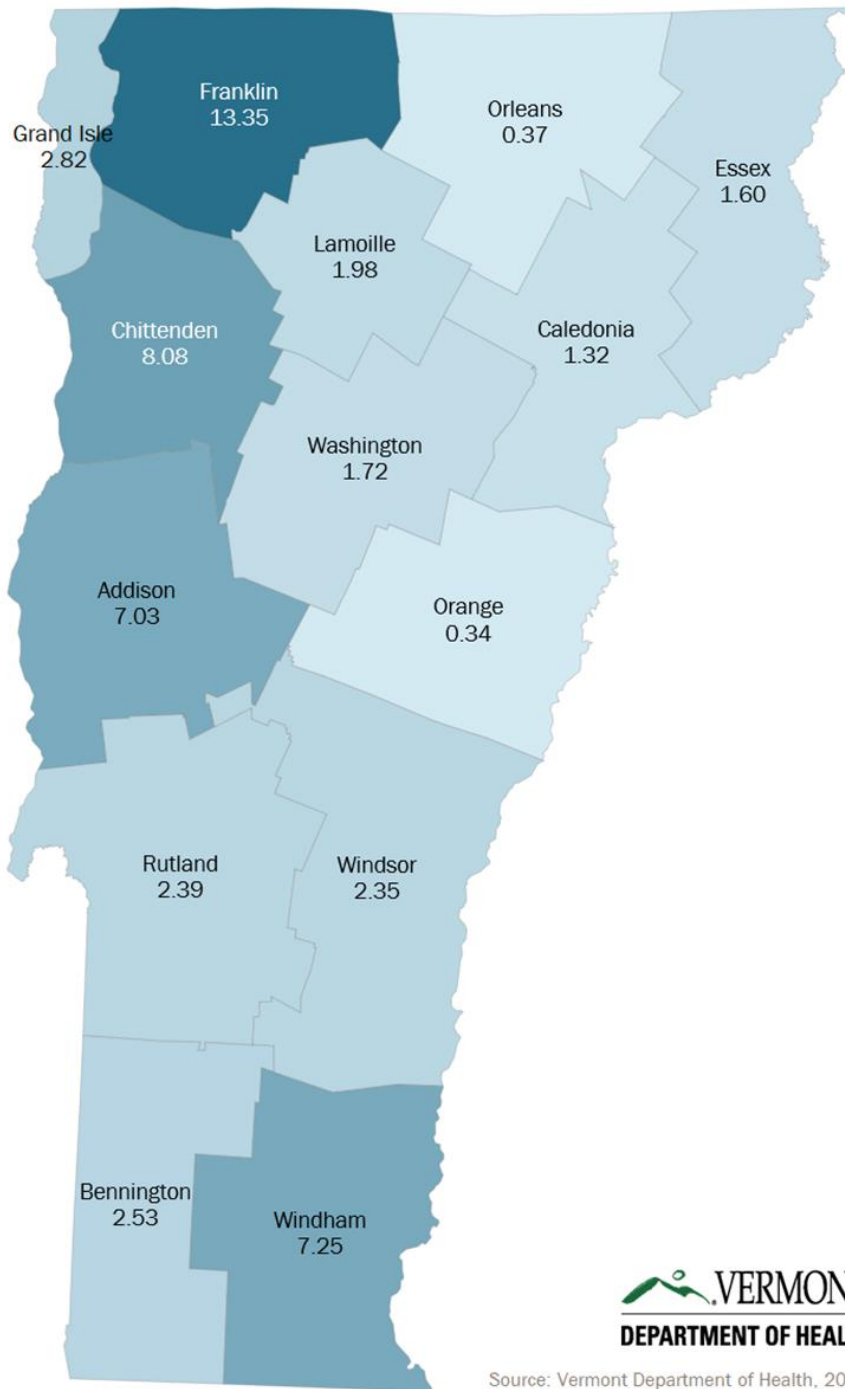 Franklin
13.35
Orleans
0.37
Grand Isle
2.82
Essex
1.60
Lamoille
1.98
Chittenden
8.08
Caledonia
1.32
Washington
1.72
Addison
7.03
Orange
0.34
Rutland
2.39
Windsor
2.35
Bennington
2.53
Windham
7.25
VERMON
DEPARTMENT OF HEAL
Source: Vermont Department of Health, 20